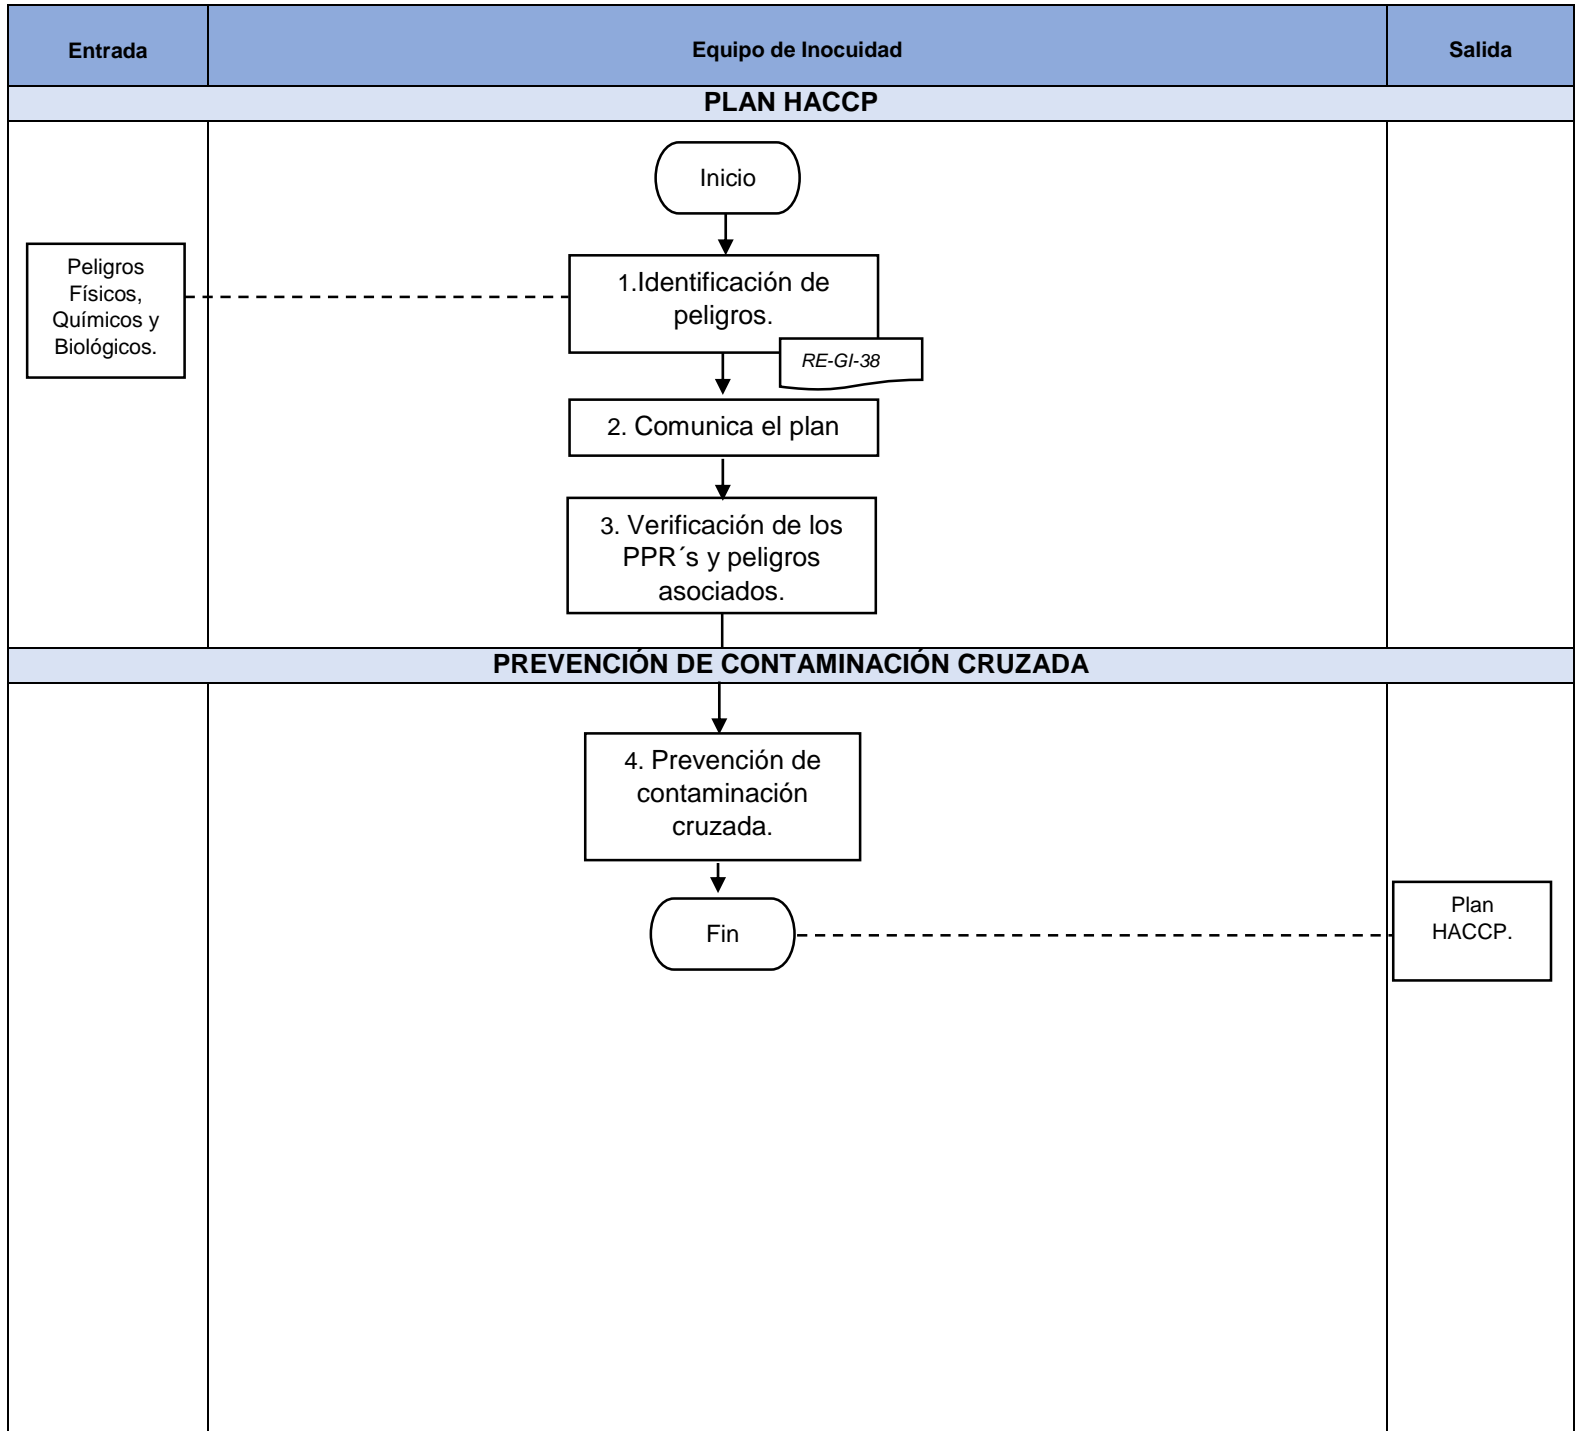 Entrada
Equipo de Inocuidad
Salida
PLAN HACCP
Inicio
Peligros
Físicos,
Químicos y
Biológicos.
1.Identificación de
peligros.
RE-GI-38
2. Comunica el plan
3. Verificación de los
PPR´s y peligros
asociados.
PREVENCIÓN DE CONTAMINACIÓN CRUZADA
4. Prevención de
contaminación
cruzada.
Fin
Plan
HACCP.